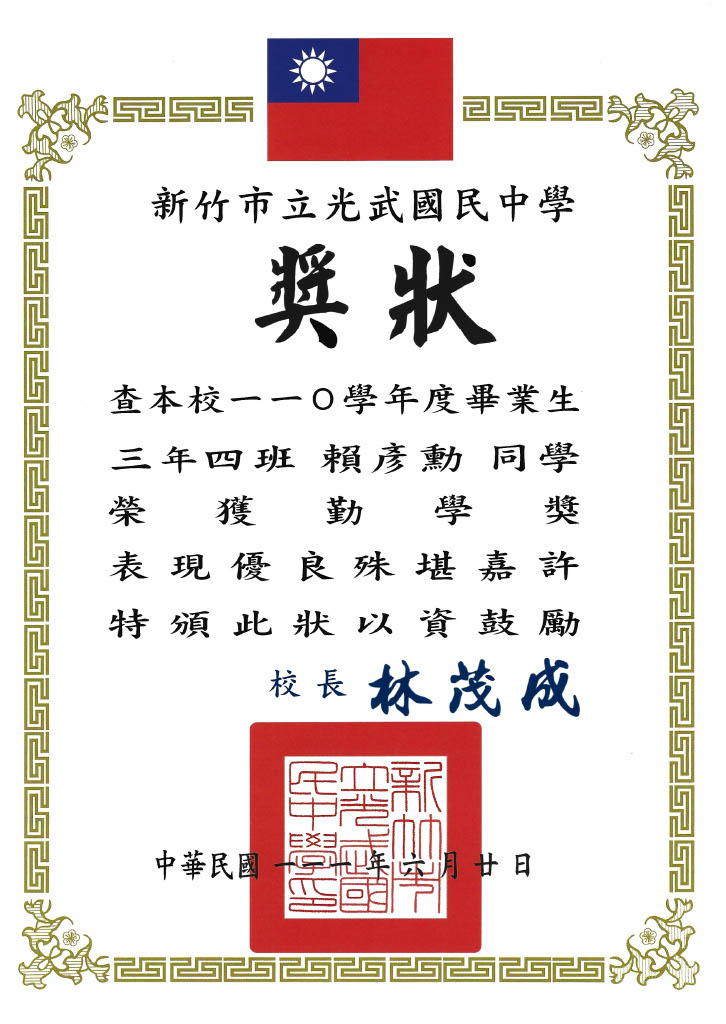 新竹市立光武國民中學
獎狀
查本校一一○學年度畢業生
三年四班 賴彥勳 同學
榮獲勤學獎
表現優良殊堪嘉許
特頒此狀以資鼓勵
校長 林茂成
新竹市立光武國民中學印
中華民國一一一年六月廿日